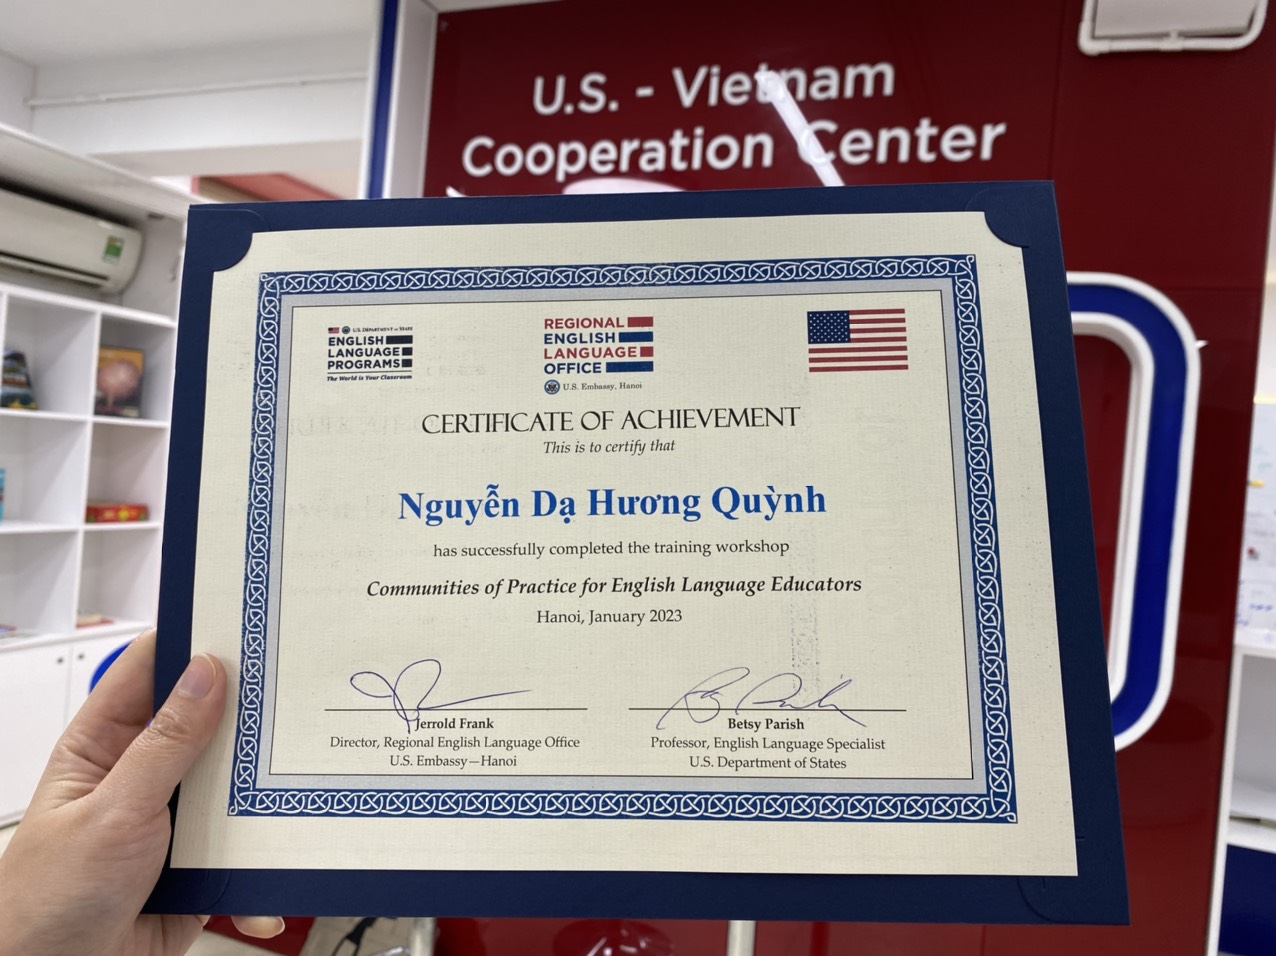 U.S. - Vietnam
Cooperation Center
U.S. DEPARTMENT OF STATE
ENGLISH
LANGUAGE
PROGRAMS
The World is Your Classroom
REGIONAL
ENGLISH
LANGUAGE
OFFICE
U.S. Embassy, Hanoi
CERTIFICATE OF ACHIEVEMENT
This is to certify that
Nguyễn Dạ Hương Quỳnh
has successfully completed the training workshop
Communities of Practice for English Language Educators
Hanoi, January 2023
Jerrold Frank
Director, Regional English Language Office
U.S. Embassy—Hanoi
Betsy Parish
Professor, English Language Specialist
U.S. Department of States